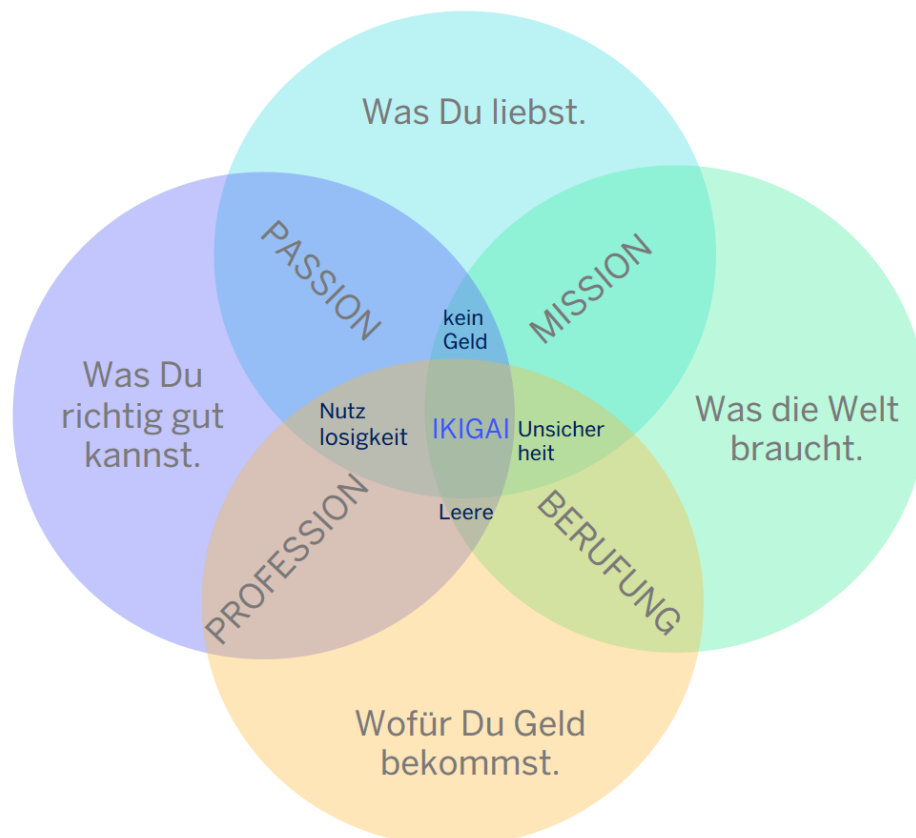 Was Du liebst.
PASSION
MISSION
kein
Geld
Was Du
richtig gut
kannst.
Nutz
losigkeit
IKIGAI
Unsicher
heit
Was die Welt
braucht.
Leere
PROFESSION
BERUFUNG
Wofür Du Geld
bekommst.